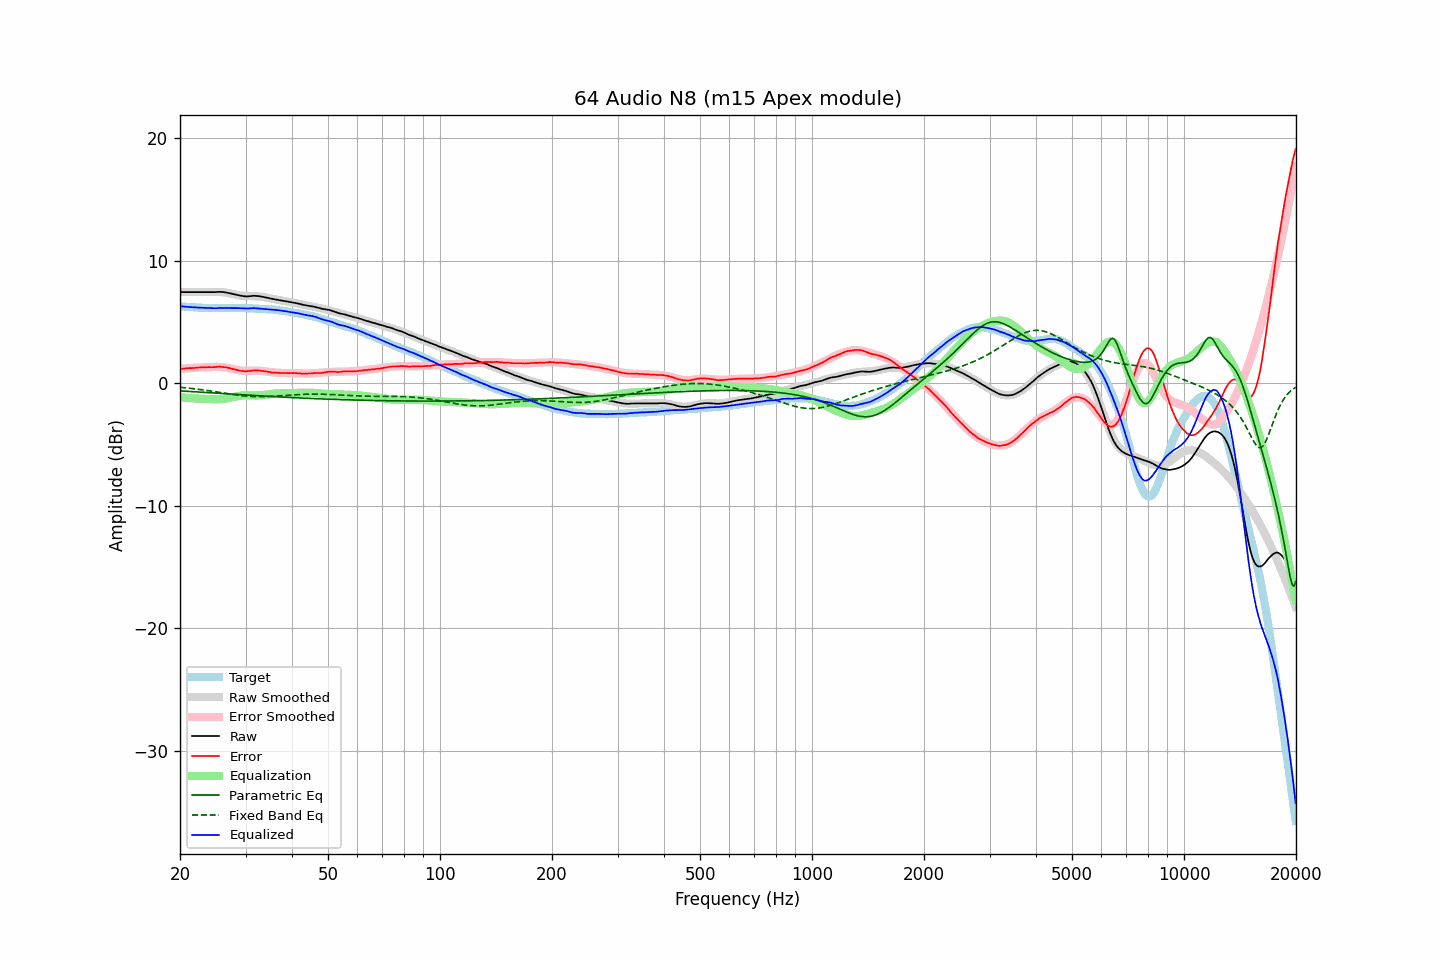 64 Audio N8 (m15 Apex module)
20
10
0
−10
−20
−30
Amplitude (dBr)
Target
Raw Smoothed
Error Smoothed
Raw
Error
Equalization
Parametric Eq
Fixed Band Eq
Equalized
20 50 100 200 500 1000 2000 5000 10000 20000
Frequency (Hz)